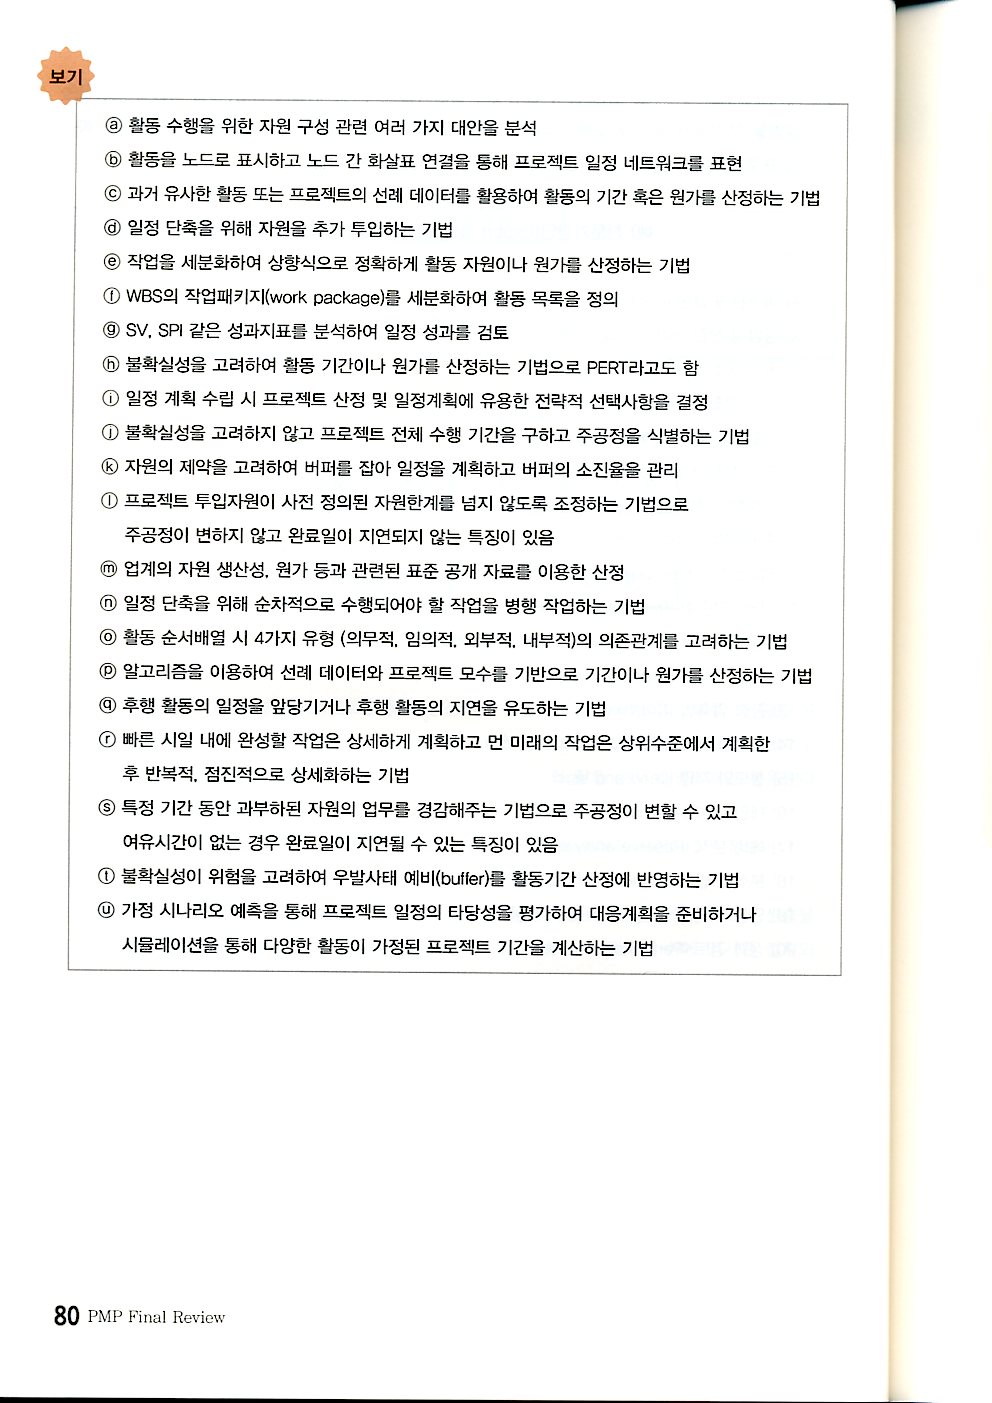 보기
ⓐ 활동 수행을 위한 자원 구성 관련 여러 가지 대안을 분석
ⓑ 활동을 노드로 표시하고 노드 간 화살표 연결을 통해 프로젝트 일정 네트워크를 표현
ⓒ 과거 유사한 활동 또는 프로젝트의 선례 데이터를 활용하여 활동의 기간 혹은 원가를 산정하는 기법
ⓓ 일정 단축을 위해 자원을 추가 투입하는 기법
ⓔ 작업을 세분화하여 상향식으로 정확하게 활동 자원이나 원가를 산정하는 기법
ⓕ WBS의 작업패키지(work package)를 세분화하여 활동 목록을 정의
ⓖ SV, SPI 같은 성과지표를 분석하여 일정 성과를 검토
ⓗ 불확실성을 고려하여 활동 기간이나 원가를 산정하는 기법으로 PERT라고도 함
ⓘ 일정 계획 수립 시 프로젝트 산정 및 일정계획에 유용한 전략적 선택사항을 결정
ⓙ 불확실성을 고려하지 않고 프로젝트 전체 수행 기간을 구하고 주공정을 식별하는 기법
ⓚ 자원의 제약을 고려하여 버퍼를 잡아 일정을 계획하고 버퍼의 소진율을 관리
ⓛ 프로젝트 투입자원이 사전 정의된 자원한계를 넘지 않도록 조정하는 기법으로
주공정이 변하지 않고 완료일이 지연되지 않는 특징이 있음
ⓜ 업계의 자원 생산성, 원가 등과 관련된 표준 공개 자료를 이용한 산정
ⓝ 일정 단축을 위해 순차적으로 수행되어야 할 작업을 병행 작업하는 기법
ⓞ 활동 순서배열 시 4가지 유형 (의무적, 임의적, 외부적, 내부적)의 의존관계를 고려하는 기법
ⓟ 알고리즘을 이용하여 선례 데이터와 프로젝트 모수를 기반으로 기간이나 원가를 산정하는 기법
ⓠ 후행 활동의 일정을 앞당기거나 후행 활동의 지연을 유도하는 기법
ⓡ 빠른 시일 내에 완성할 작업은 상세하게 계획하고 먼 미래의 작업은 상위수준에서 계획한
후 반복적, 점진적으로 상세화하는 기법
ⓢ 특정 기간 동안 과부하된 자원의 업무를 경감해주는 기법으로 주공정이 변할 수 있고
여유시간이 없는 경우 완료일이 지연될 수 있는 특징이 있음
ⓣ 불확실성이 위험을 고려하여 우발사태 예비(buffer)를 활동기간 산정에 반영하는 기법
ⓤ 가정 시나리오 예측을 통해 프로젝트 일정의 타당성을 평가하여 대응계획을 준비하거나
시뮬레이션을 통해 다양한 활동이 가정된 프로젝트 기간을 계산하는 기법
80 PMP Final Review